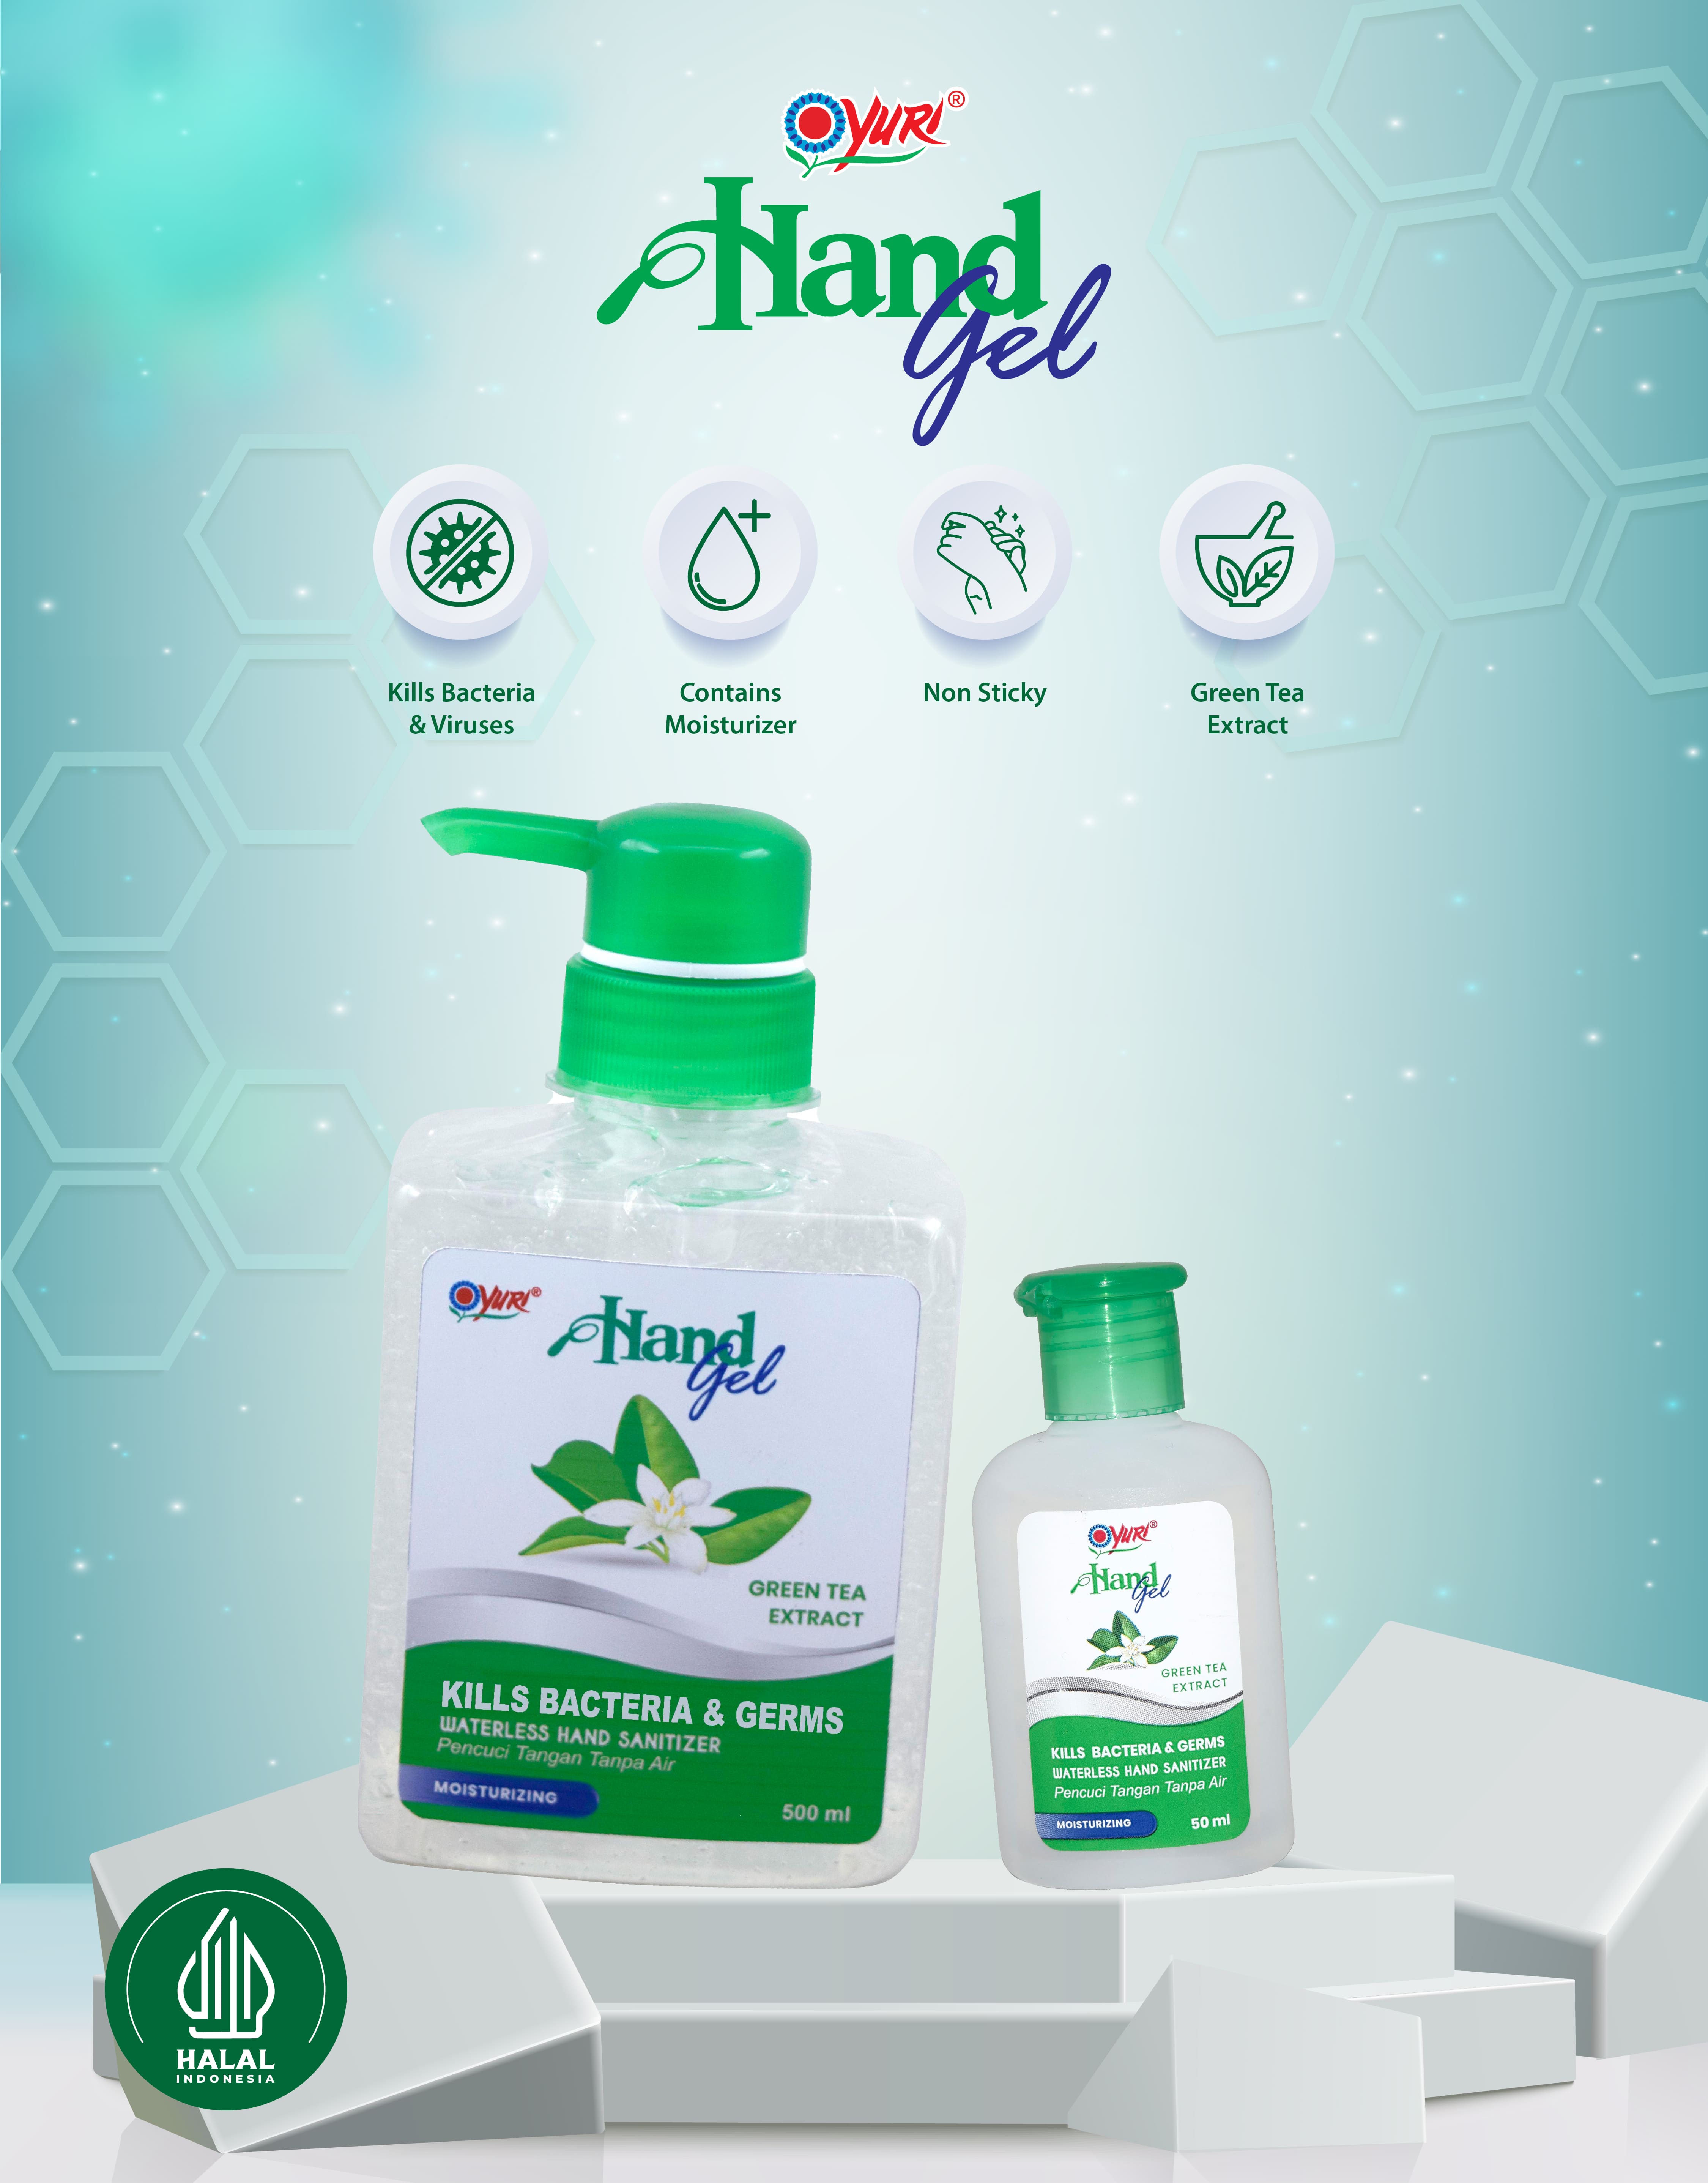 YURI®
Hand
Gel
Kills Bacteria
& Viruses
Contains
Moisturizer
Non Sticky
Green Tea
Extract
YURI®
Hand
Gel
GREEN TEA
EXTRACT
KILLS BACTERIA & GERMS
WATERLESS HAND SANITIZER
Pencuci Tangan Tanpa Air
MOISTURIZING
500 ml
YURI®
Hand
Gel
GREEN TEA
EXTRACT
KILLS BACTERIA & GERMS
WATERLESS HAND SANITIZER
Pencuci Tangan Tanpa Air
MOISTURIZING
50 ml
HALAL
INDONESIA